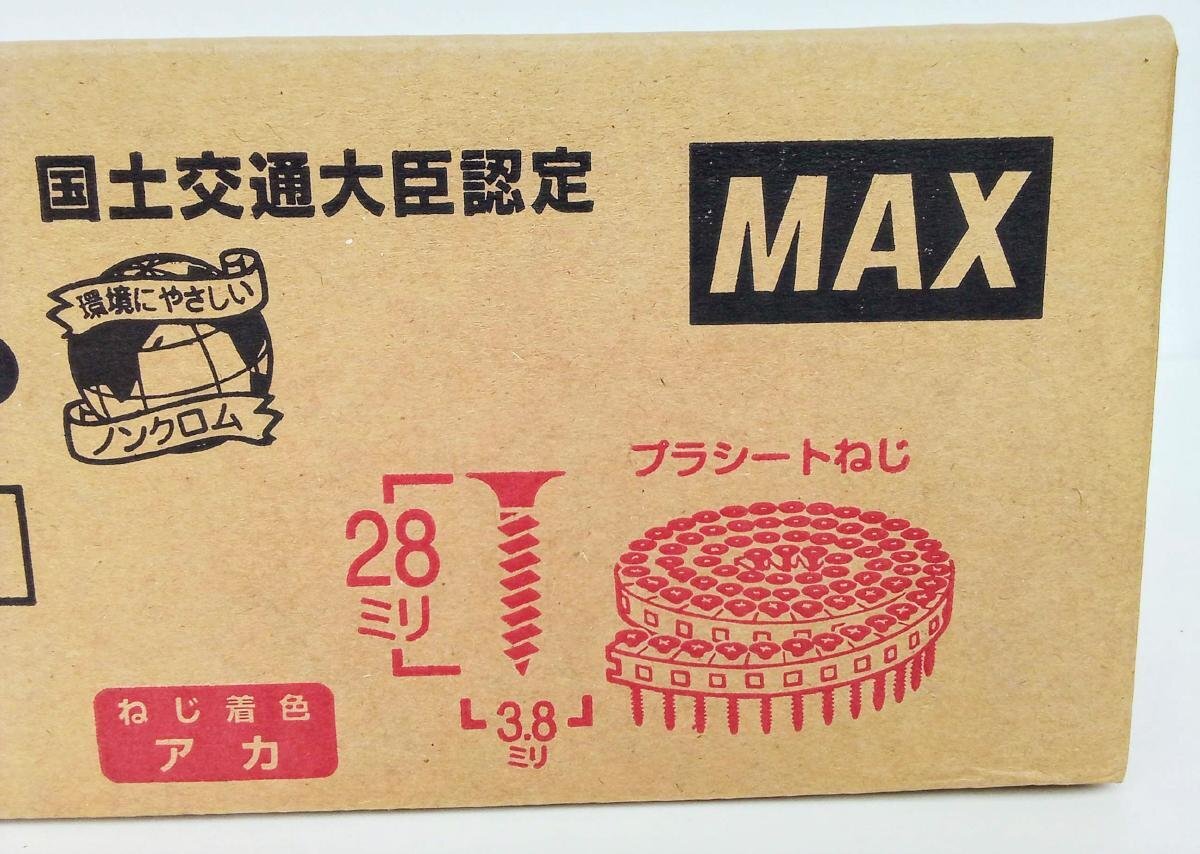 国土交通大臣認定
MAX
環境にやさしい
ノンクロム
プラシートねじ
28
ミリ
3.8
ミリ
ねじ着色
アカ